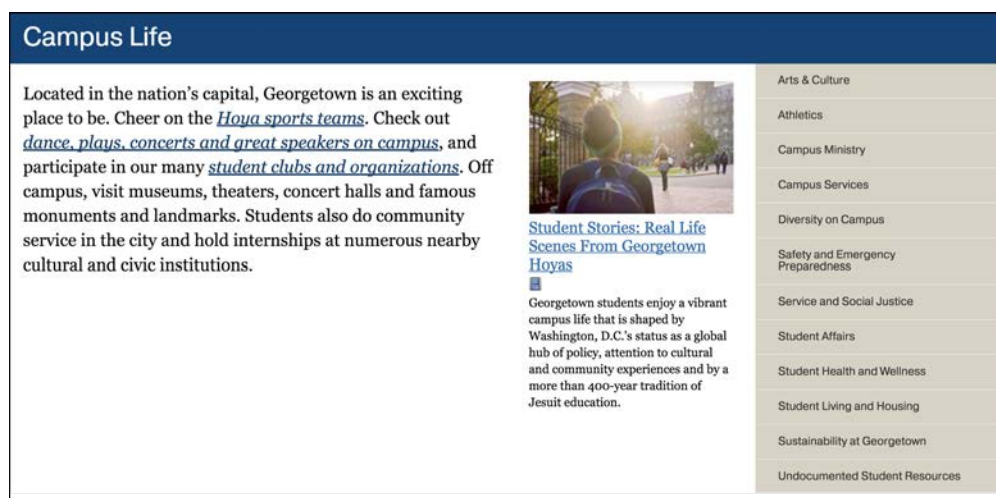 Campus Life
Located in the nation's capital, Georgetown is an exciting
place to be. Cheer on the Hoya sports teams. Check out
dance, plays, concerts and great speakers on campus, and
participate in our many student clubs and organizations. Off
campus, visit museums, theaters, concert halls and famous
monuments and landmarks. Students also do community
service in the city and hold internships at numerous nearby
cultural and civic institutions.
Student Stories: Real Life
Scenes From Georgetown
Hoyas
Georgetown students enjoy a vibrant
campus life that is shaped by
Washington, D.C.'s status as a global
hub of policy, attention to cultural
and community experiences and by a
more than 400-year tradition of
Jesuit education.
Arts & Culture
Athletics
Campus Ministry
Campus Services
Diversity on Campus
Safety and Emergency
Preparedness
Service and Social Justice
Student Affairs
Student Health and Wellness
Student Living and Housing
Sustainability at Georgetown
Undocumented Student Resources